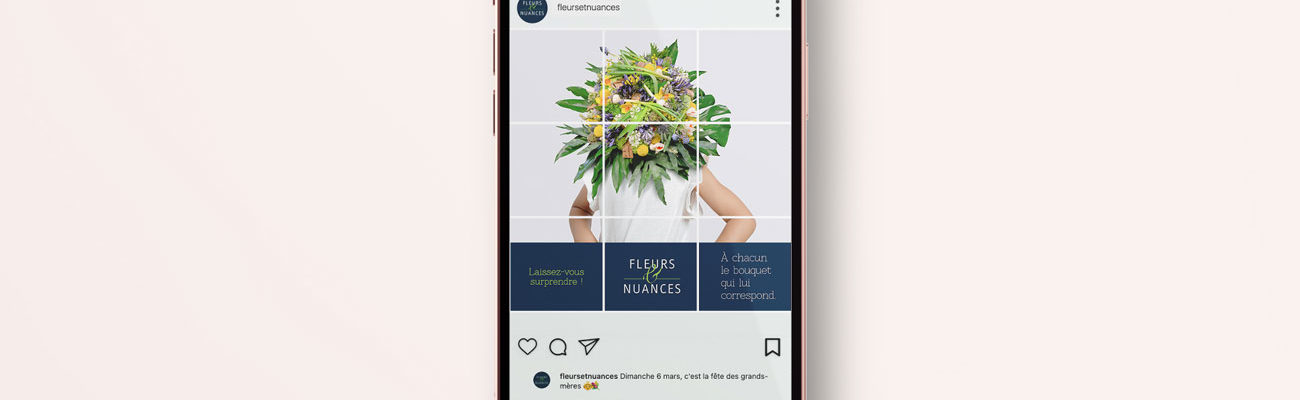 FLEURS
&
NUANCES
fleursetnuances
Laissez-vous
surprendre !
FLEURS
&
NUANCES
À chacun
le bouquet
qui lui
correspond.
fleursetnuances Dimanche 6 mars, c'est la fête des grands-
mères